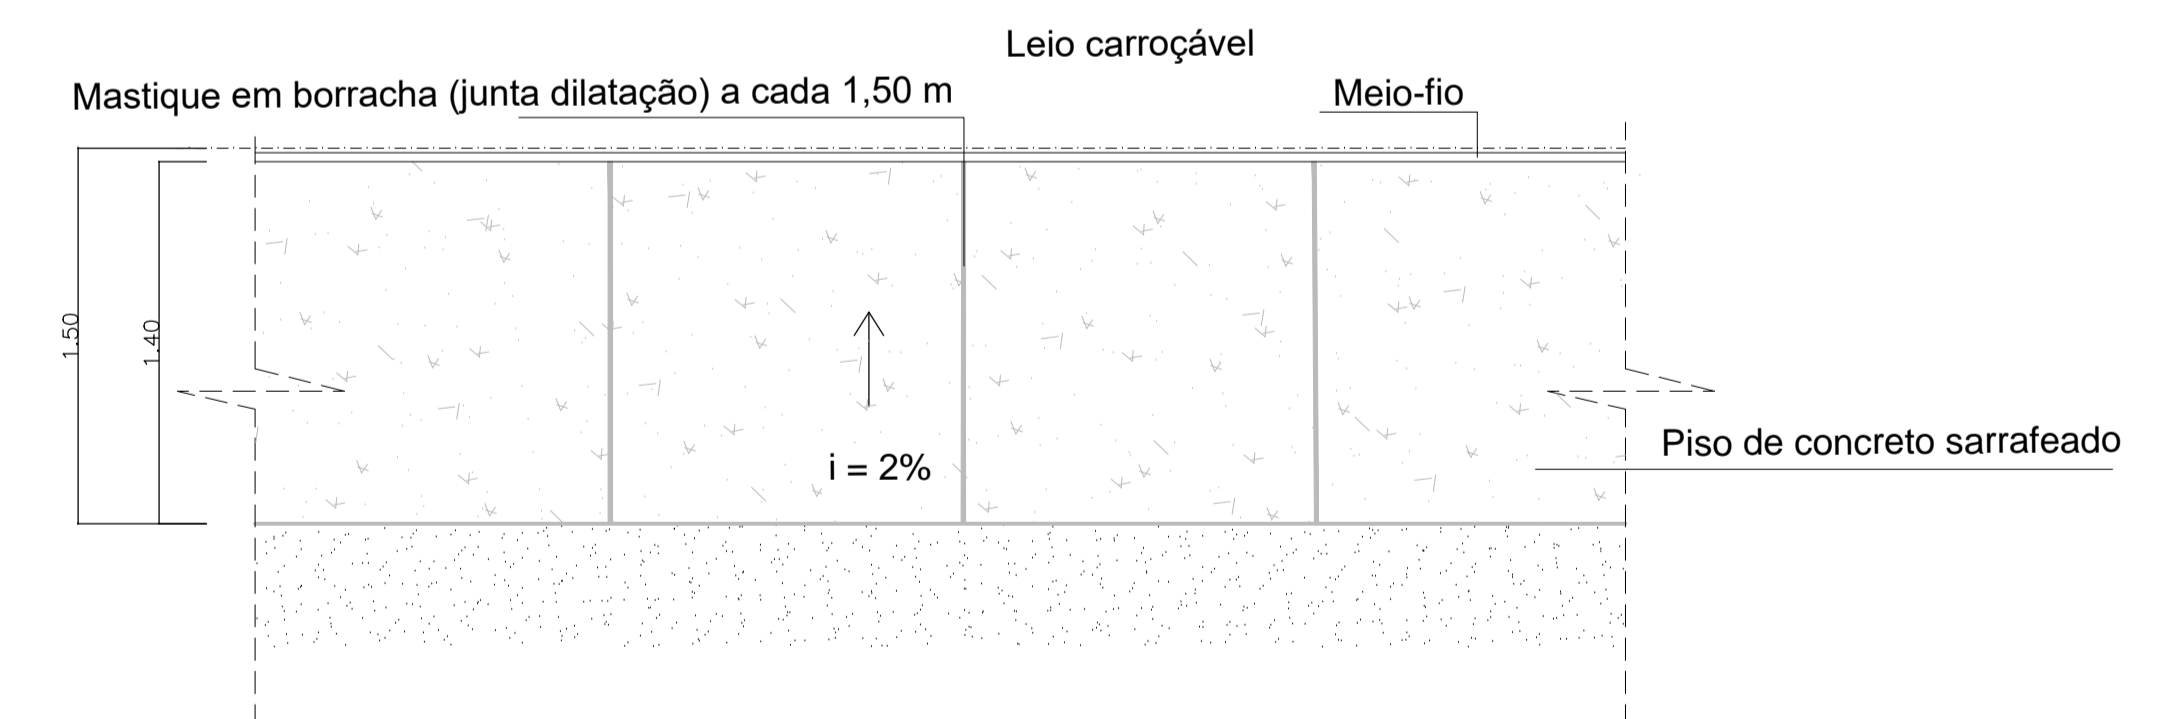 Leio carroçável
Mastique em borracha (junta dilatação) a cada 1,50 m
Meio-fio
1.50
1.40
i = 2%
Piso de concreto sarrafeado